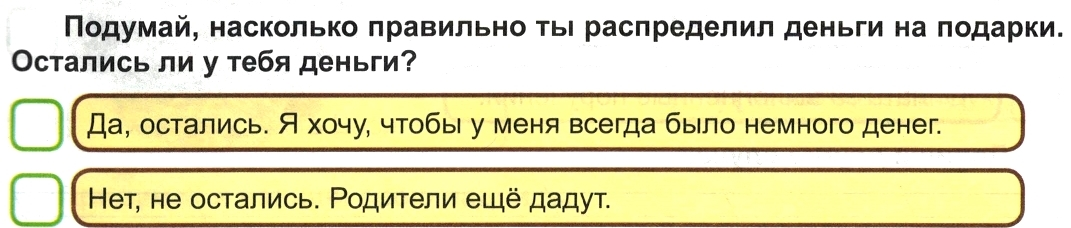 Подумай, насколько правильно ты распределил деньги на подарки.
Остались ли у тебя деньги?
Да, остались. Я хочу, чтобы у меня всегда было немного денег.
Нет, не остались. Родители ещё дадут.